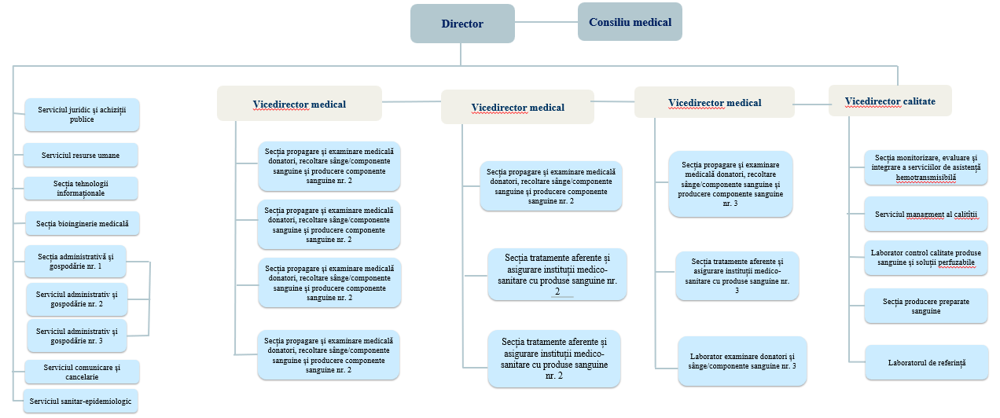 Director
Consiliu medical
Serviciul juridic și achiziții
publice
Serviciul resurse umane
Secția tehnologii
informaționale
Secția bioinginerie medicală
Secția administrativă și
gospodărie nr. 1
Serviciul administrativ și
gospodărie nr. 2
Serviciul administrativ și
gospodărie nr. 3
Serviciul comunicare și
cancelarie
Serviciul sanitar-epidemiologic
Vicedirector medical
Secția propagare și examinare medicală
donatori, recoltare sânge/componente
sanguine și producere componente
sanguine nr. 2
Secția propagare și examinare medicală
donatori, recoltare sânge/componente
sanguine și producere componente
sanguine nr. 2
Secția propagare și examinare medicală
donatori, recoltare sânge/componente
sanguine și producere componente
sanguine nr. 2
Secția propagare și examinare medicală
donatori, recoltare sânge/componente
sanguine și producere componente
sanguine nr. 2
Vicedirector medical
Secția propagare și examinare medicală
donatori, recoltare sânge/componente
sanguine și producere componente
sanguine nr. 2
Secția tratamente aferente și
asigurare instituții medico-
sanitare cu produse sanguine nr.
2
Secția tratamente aferente și
asigurare instituții medico-
sanitare cu produse sanguine
nr. 2
Vicedirector medical
Secția propagare și examinare
medicală donatori, recoltare
sânge/componente sanguine și
producere componente sanguine
nr. 3
Secția tratamente aferente și
asigurare instituții medico-
sanitare cu produse sanguine nr.
3
Laborator examinare donatori și
sânge/componente sanguine nr. 3
Vicedirector calitate
Secția monitorizare, evaluare și
integrare a serviciilor de asistență
hemotransmisibilă
Serviciul managment al calitîții
Laborator control calitate produse
sanguine și soluții perfuzabile
Secția producere preparate
sanguine
Laboratorul de referință